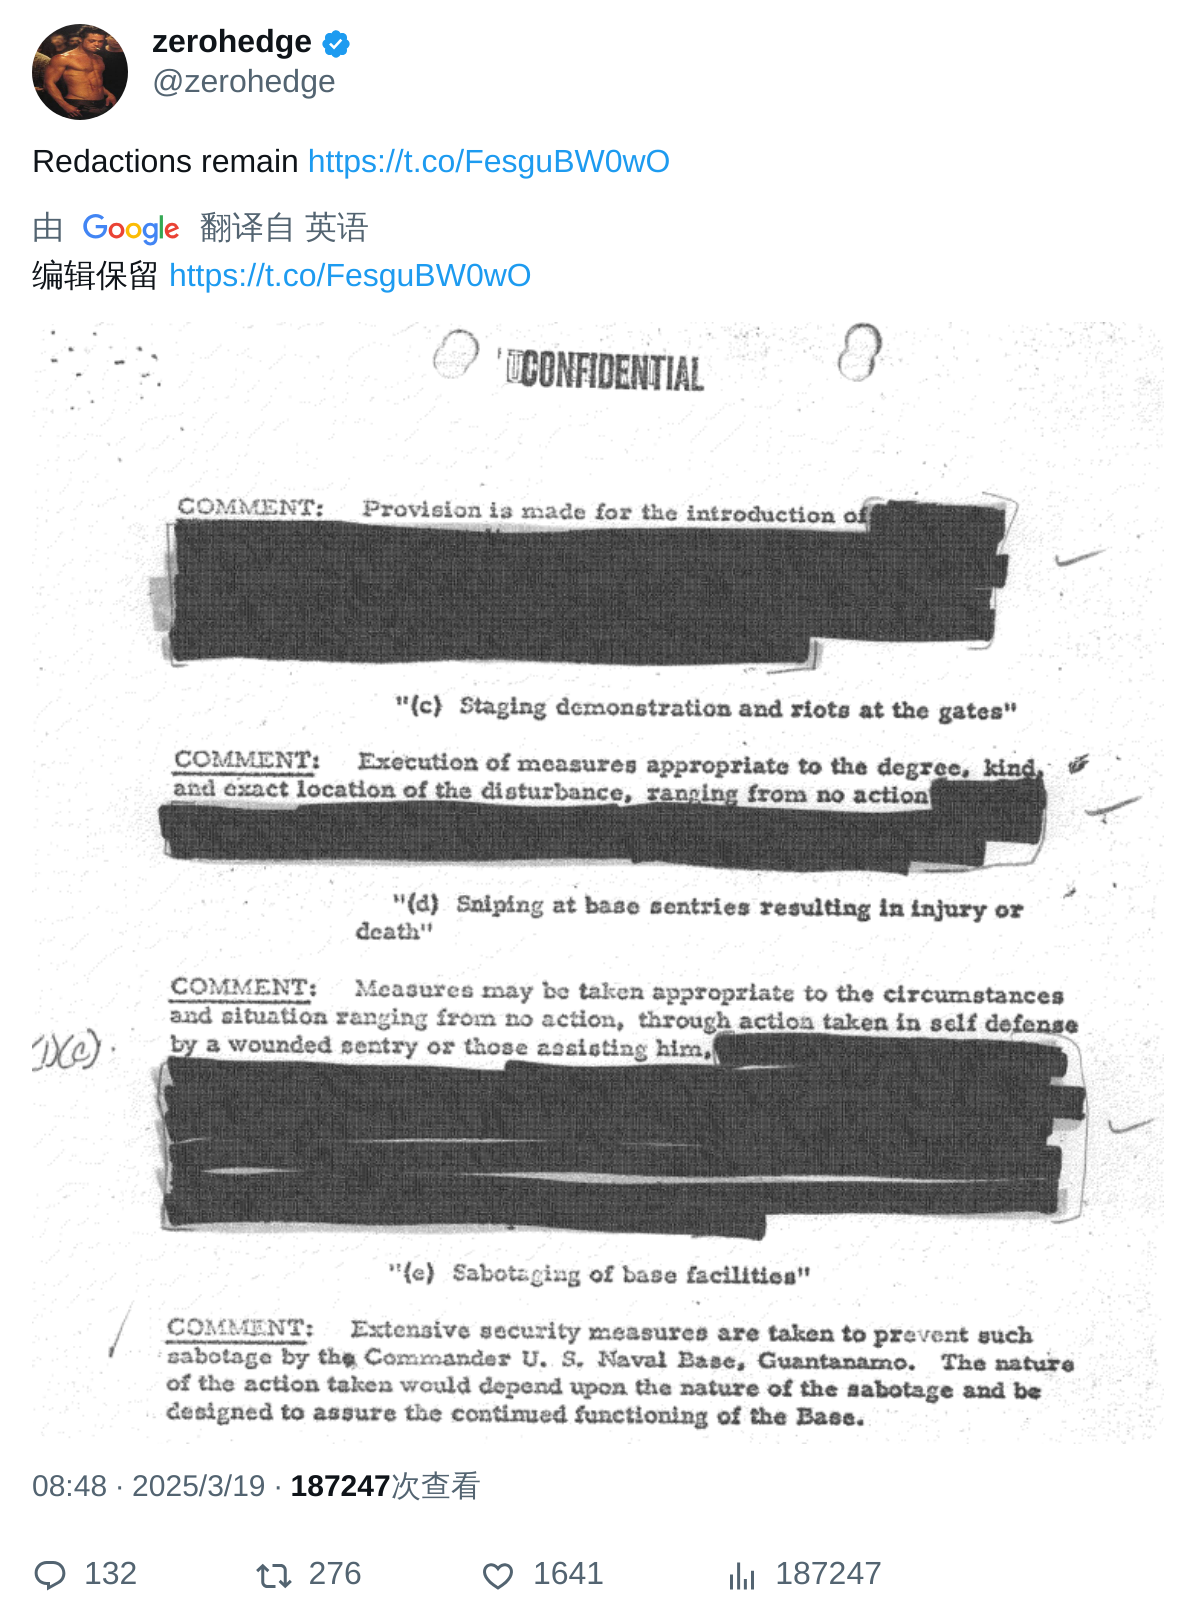 zerohedge
@zerohedge
Redactions remain https://t.co/FesguBW0wO
由 Google 翻译自 英语
编辑保留 https://t.co/FesguBW0wO
CONFIDENTIAL
COMMENT: Provision is made for the introduction of
"(c) Staging demonstration and riots at the gates"
COMMENT: Execution of measures appropriate to the degree, kind,
and exact location of the disturbance, ranging from no action
"(d) Sniping at base sentries resulting in injury or
death"
COMMENT: Measures may be taken appropriate to the circumstances
and situation ranging from no action, through action taken in self defense
by a wounded sentry or those assisting him,
"(e) Sabotaging of base facilities"
COMMENT: Extensive security measures are taken to prevent such
sabotage by the Commander U. S. Naval Base, Guantanamo. The nature
of the action taken would depend upon the nature of the sabotage and be
designed to assure the continued functioning of the Base.
08:48 · 2025/3/19 · 187247次查看
132 276 1641 187247